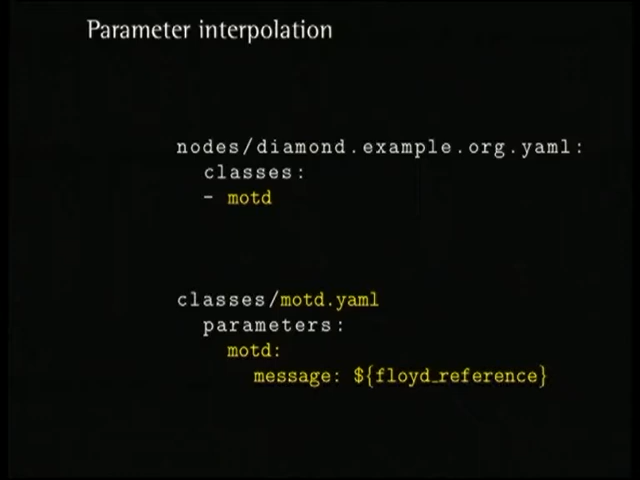 Parameter interpolation
nodes/diamond.example.org.yaml:
classes:
- motd
classes/motd.yaml
parameters:
motd:
message: ${floyd_reference}